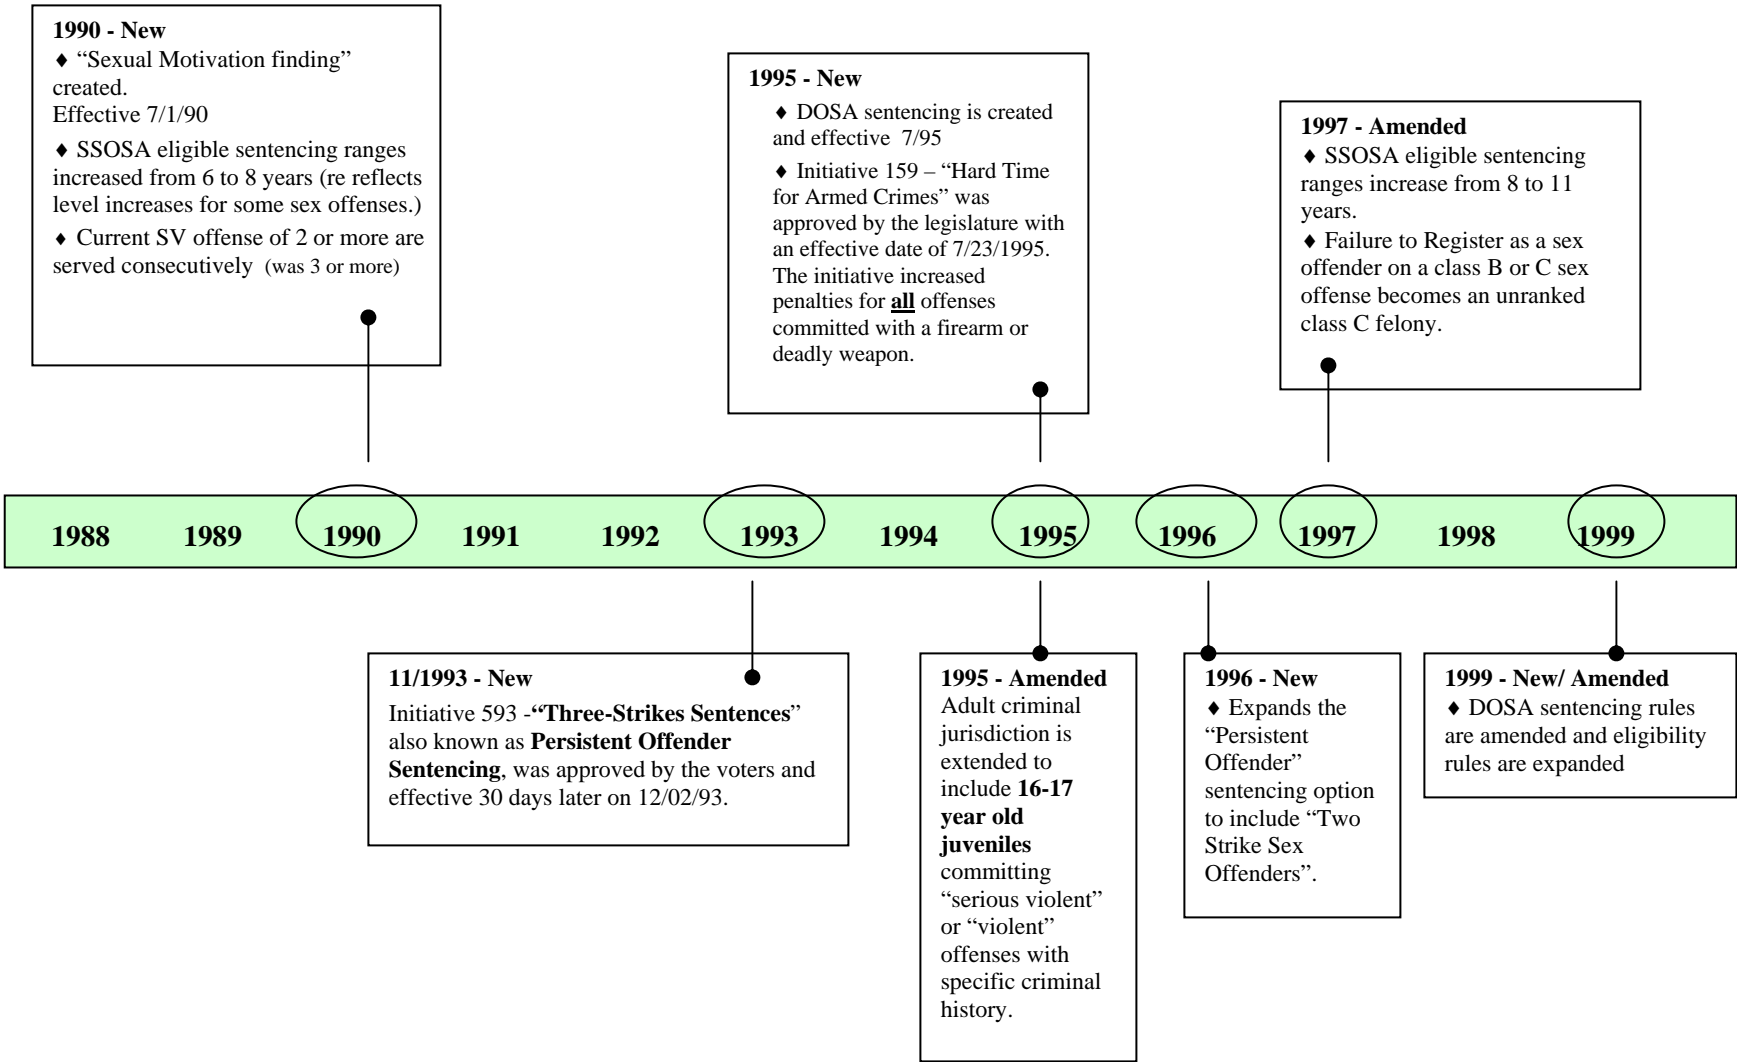 1990 - New
♦ “Sexual Motivation finding”
created.
Effective 7/1/90
♦ SSOSA eligible sentencing ranges
increased from 6 to 8 years (re reflects
level increases for some sex offenses.)
♦ Current SV offense of 2 or more are
served consecutively (was 3 or more)
1995 - New
♦ DOSA sentencing is created
and effective 7/95
♦ Initiative 159 – “Hard Time
for Armed Crimes” was
approved by the legislature with
an effective date of 7/23/1995.
The initiative increased
penalties for all offenses
committed with a firearm or
deadly weapon.
1997 - Amended
♦ SSOSA eligible sentencing
ranges increase from 8 to 11
years.
♦ Failure to Register as a sex
offender on a class B or C sex
offense becomes an unranked
class C felony.
1988 1989 1990 1991 1992 1993 1994 1995 1996 1997 1998 1999
11/1993 - New
Initiative 593 -“Three-Strikes Sentences”
also known as Persistent Offender
Sentencing, was approved by the voters and
effective 30 days later on 12/02/93.
1995 - Amended
Adult criminal
jurisdiction is
extended to
include 16-17
year old
juveniles
committing
“serious violent”
or “violent”
offenses with
specific criminal
history.
1996 - New
♦ Expands the
“Persistent
Offender”
sentencing option
to include “Two
Strike Sex
Offenders”.
1999 - New/ Amended
♦ DOSA sentencing rules
are amended and eligibility
rules are expanded